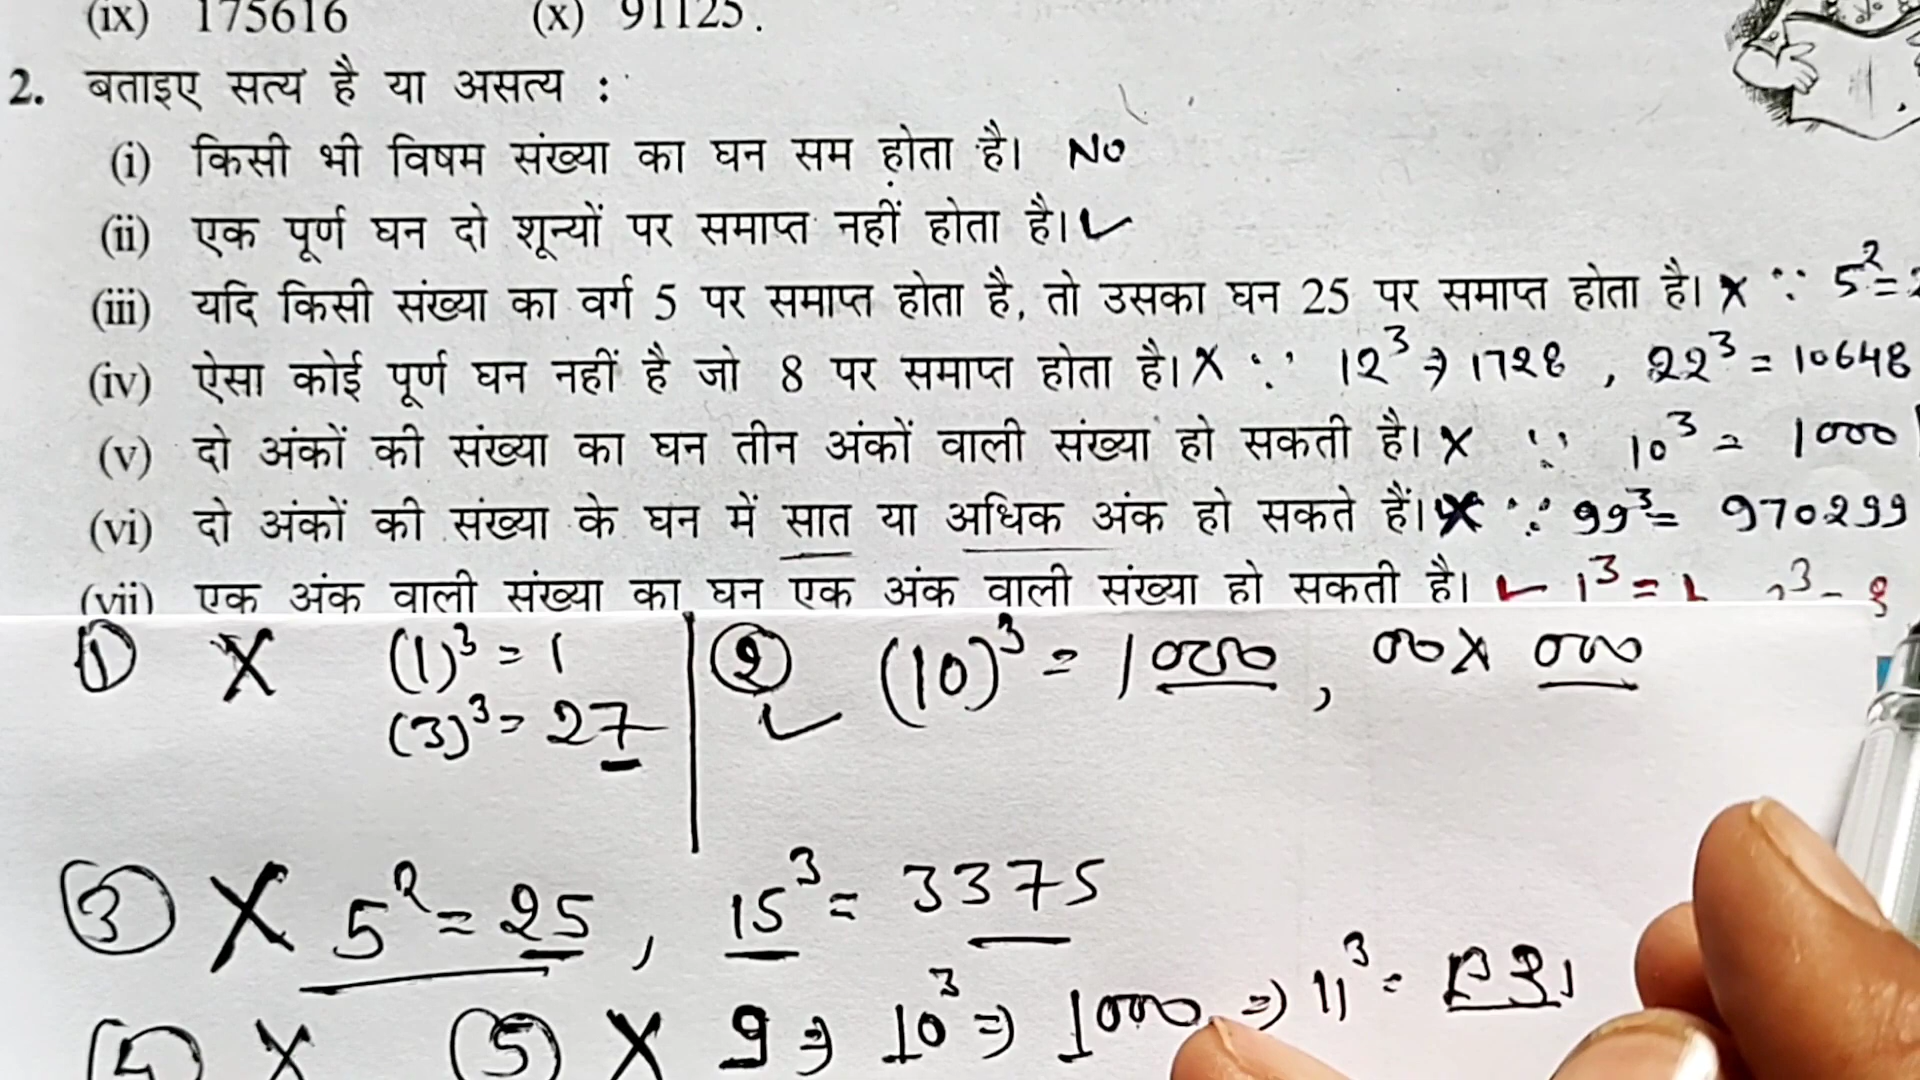 (ix) 175616 (x) 91125.
2. बताइए सत्य है या असत्य :
(i) किसी भी विषम संख्या का घन सम होता है। NO
(ii) एक पूर्ण घन दो शून्यों पर समाप्त नहीं होता है। ✓
(iii) यदि किसी संख्या का वर्ग 5 पर समाप्त होता है, तो उसका घन 25 पर समाप्त होता है। X ∵ 5² =
(iv) ऐसा कोई पूर्ण घन नहीं है जो 8 पर समाप्त होता है। X ∵ 12³ ⇒ 1728 , 22³ = 10648
(v) दो अंकों की संख्या का घन तीन अंकों वाली संख्या हो सकती है। X ∵ 10³ = 1000
(vi) दो अंकों की संख्या के घन में सात या अधिक अंक हो सकते हैं। X ∵ 99³ = 970299
(vii) एक अंक वाली संख्या का घन एक अंक वाली संख्या हो सकती है। ✓ 1³ = 1
① X (1)³ = 1 ② (10)³ = 1000 , 00 X 000
(3)³ = 27 ✓
③ X 5² = 25 , 15³ = 3375
④ X ⑤ X 9 ⇒ 10³ ⇒ 1000 ⇒ 11³ =